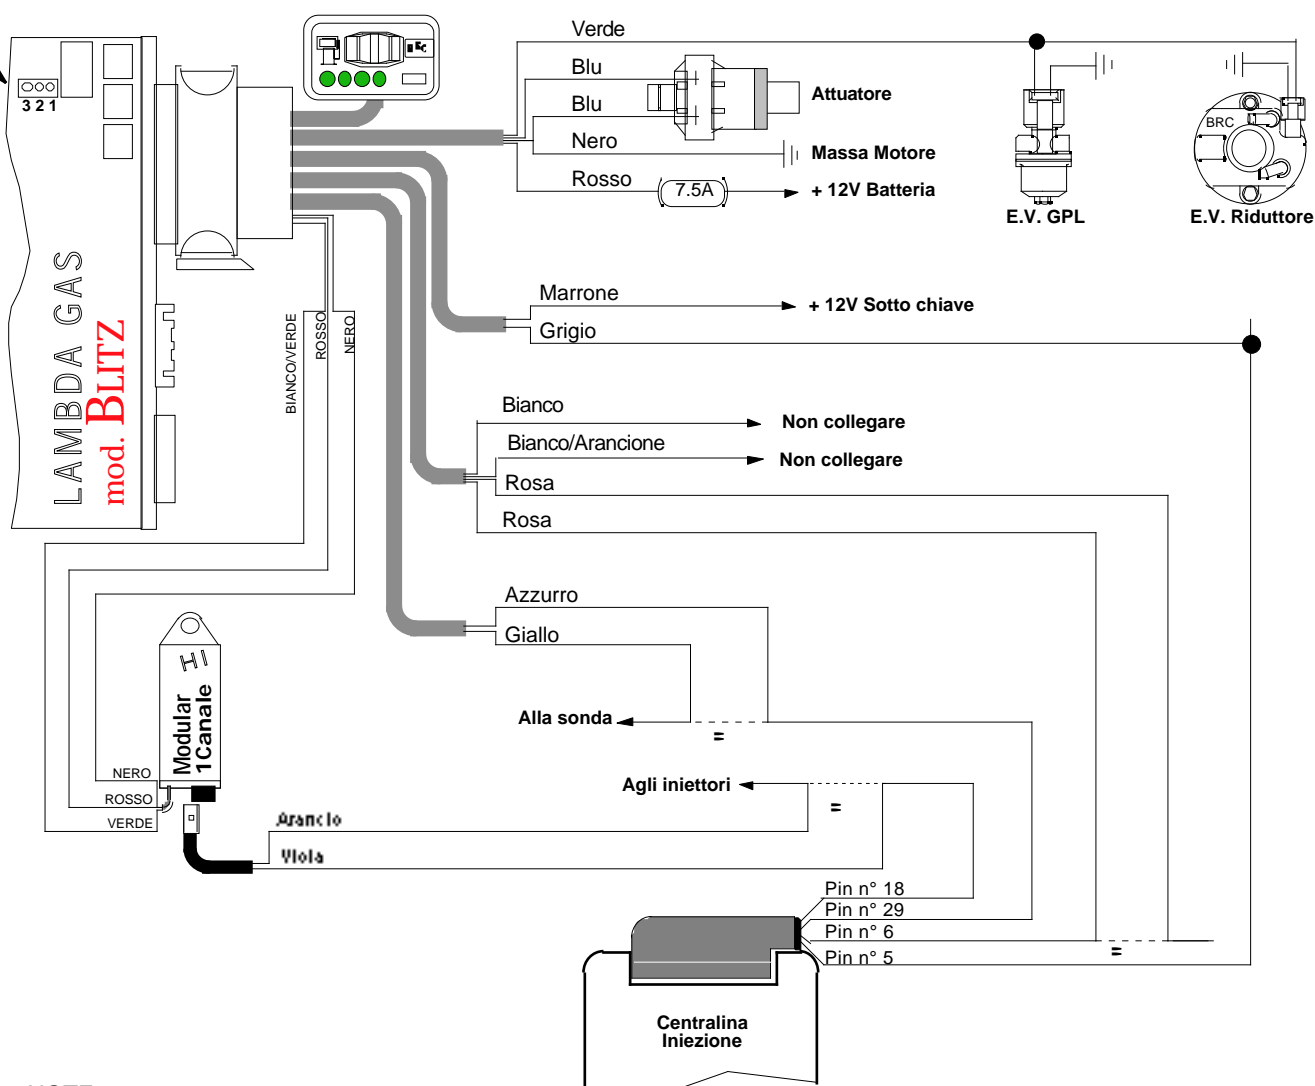 Verde
Blu
Attuatore
Blu
Nero
Massa Motore
Rosso
7.5A
+ 12V Batteria
BRC
E.V. GPL
E.V. Riduttore
3 2 1
LAMBDA GAS
mod. BLITZ
BIANCO/VERDE
ROSSO
NERO
Marrone
+ 12V Sotto chiave
Grigio
Bianco
Non collegare
Bianco/Arancione
Non collegare
Rosa
Rosa
Azzurro
Giallo
Alla sonda
Agli iniettori
HI
Modular
1Canale
NERO
ROSSO
VERDE
Arancio
Viola
Pin n° 18
Pin n° 29
Pin n° 6
Pin n° 5
Centralina
Iniezione